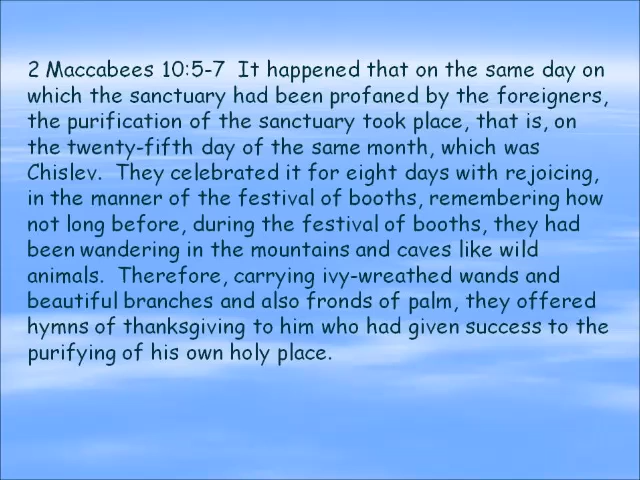 2 Maccabees 10:5-7  It happened that on the same day on
which the sanctuary had been profaned by the foreigners,
the purification of the sanctuary took place, that is, on
the twenty-fifth day of the same month, which was
Chislev.  They celebrated it for eight days with rejoicing,
in the manner of the festival of booths, remembering how
not long before, during the festival of booths, they had
been wandering in the mountains and caves like wild
animals.  Therefore, carrying ivy-wreathed wands and
beautiful branches and also fronds of palm, they offered
hymns of thanksgiving to him who had given success to the
purifying of his own holy place.